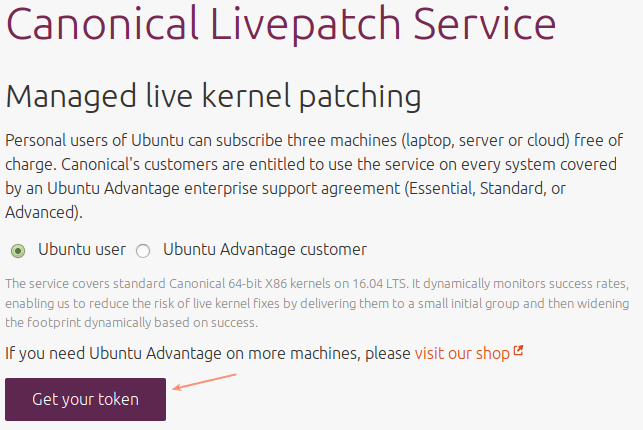 Canonical Livepatch Service
Managed live kernel patching
Personal users of Ubuntu can subscribe three machines (laptop, server or cloud) free of
charge. Canonical's customers are entitled to use the service on every system covered
by an Ubuntu Advantage enterprise support agreement (Essential, Standard, or
Advanced).
Ubuntu user Ubuntu Advantage customer
The service covers standard Canonical 64-bit X86 kernels on 16.04 LTS. It dynamically monitors success rates,
enabling us to reduce the risk of live kernel fixes by delivering them to a small initial group and then widening
the footprint dynamically based on success.
If you need Ubuntu Advantage on more machines, please visit our shop
Get your token